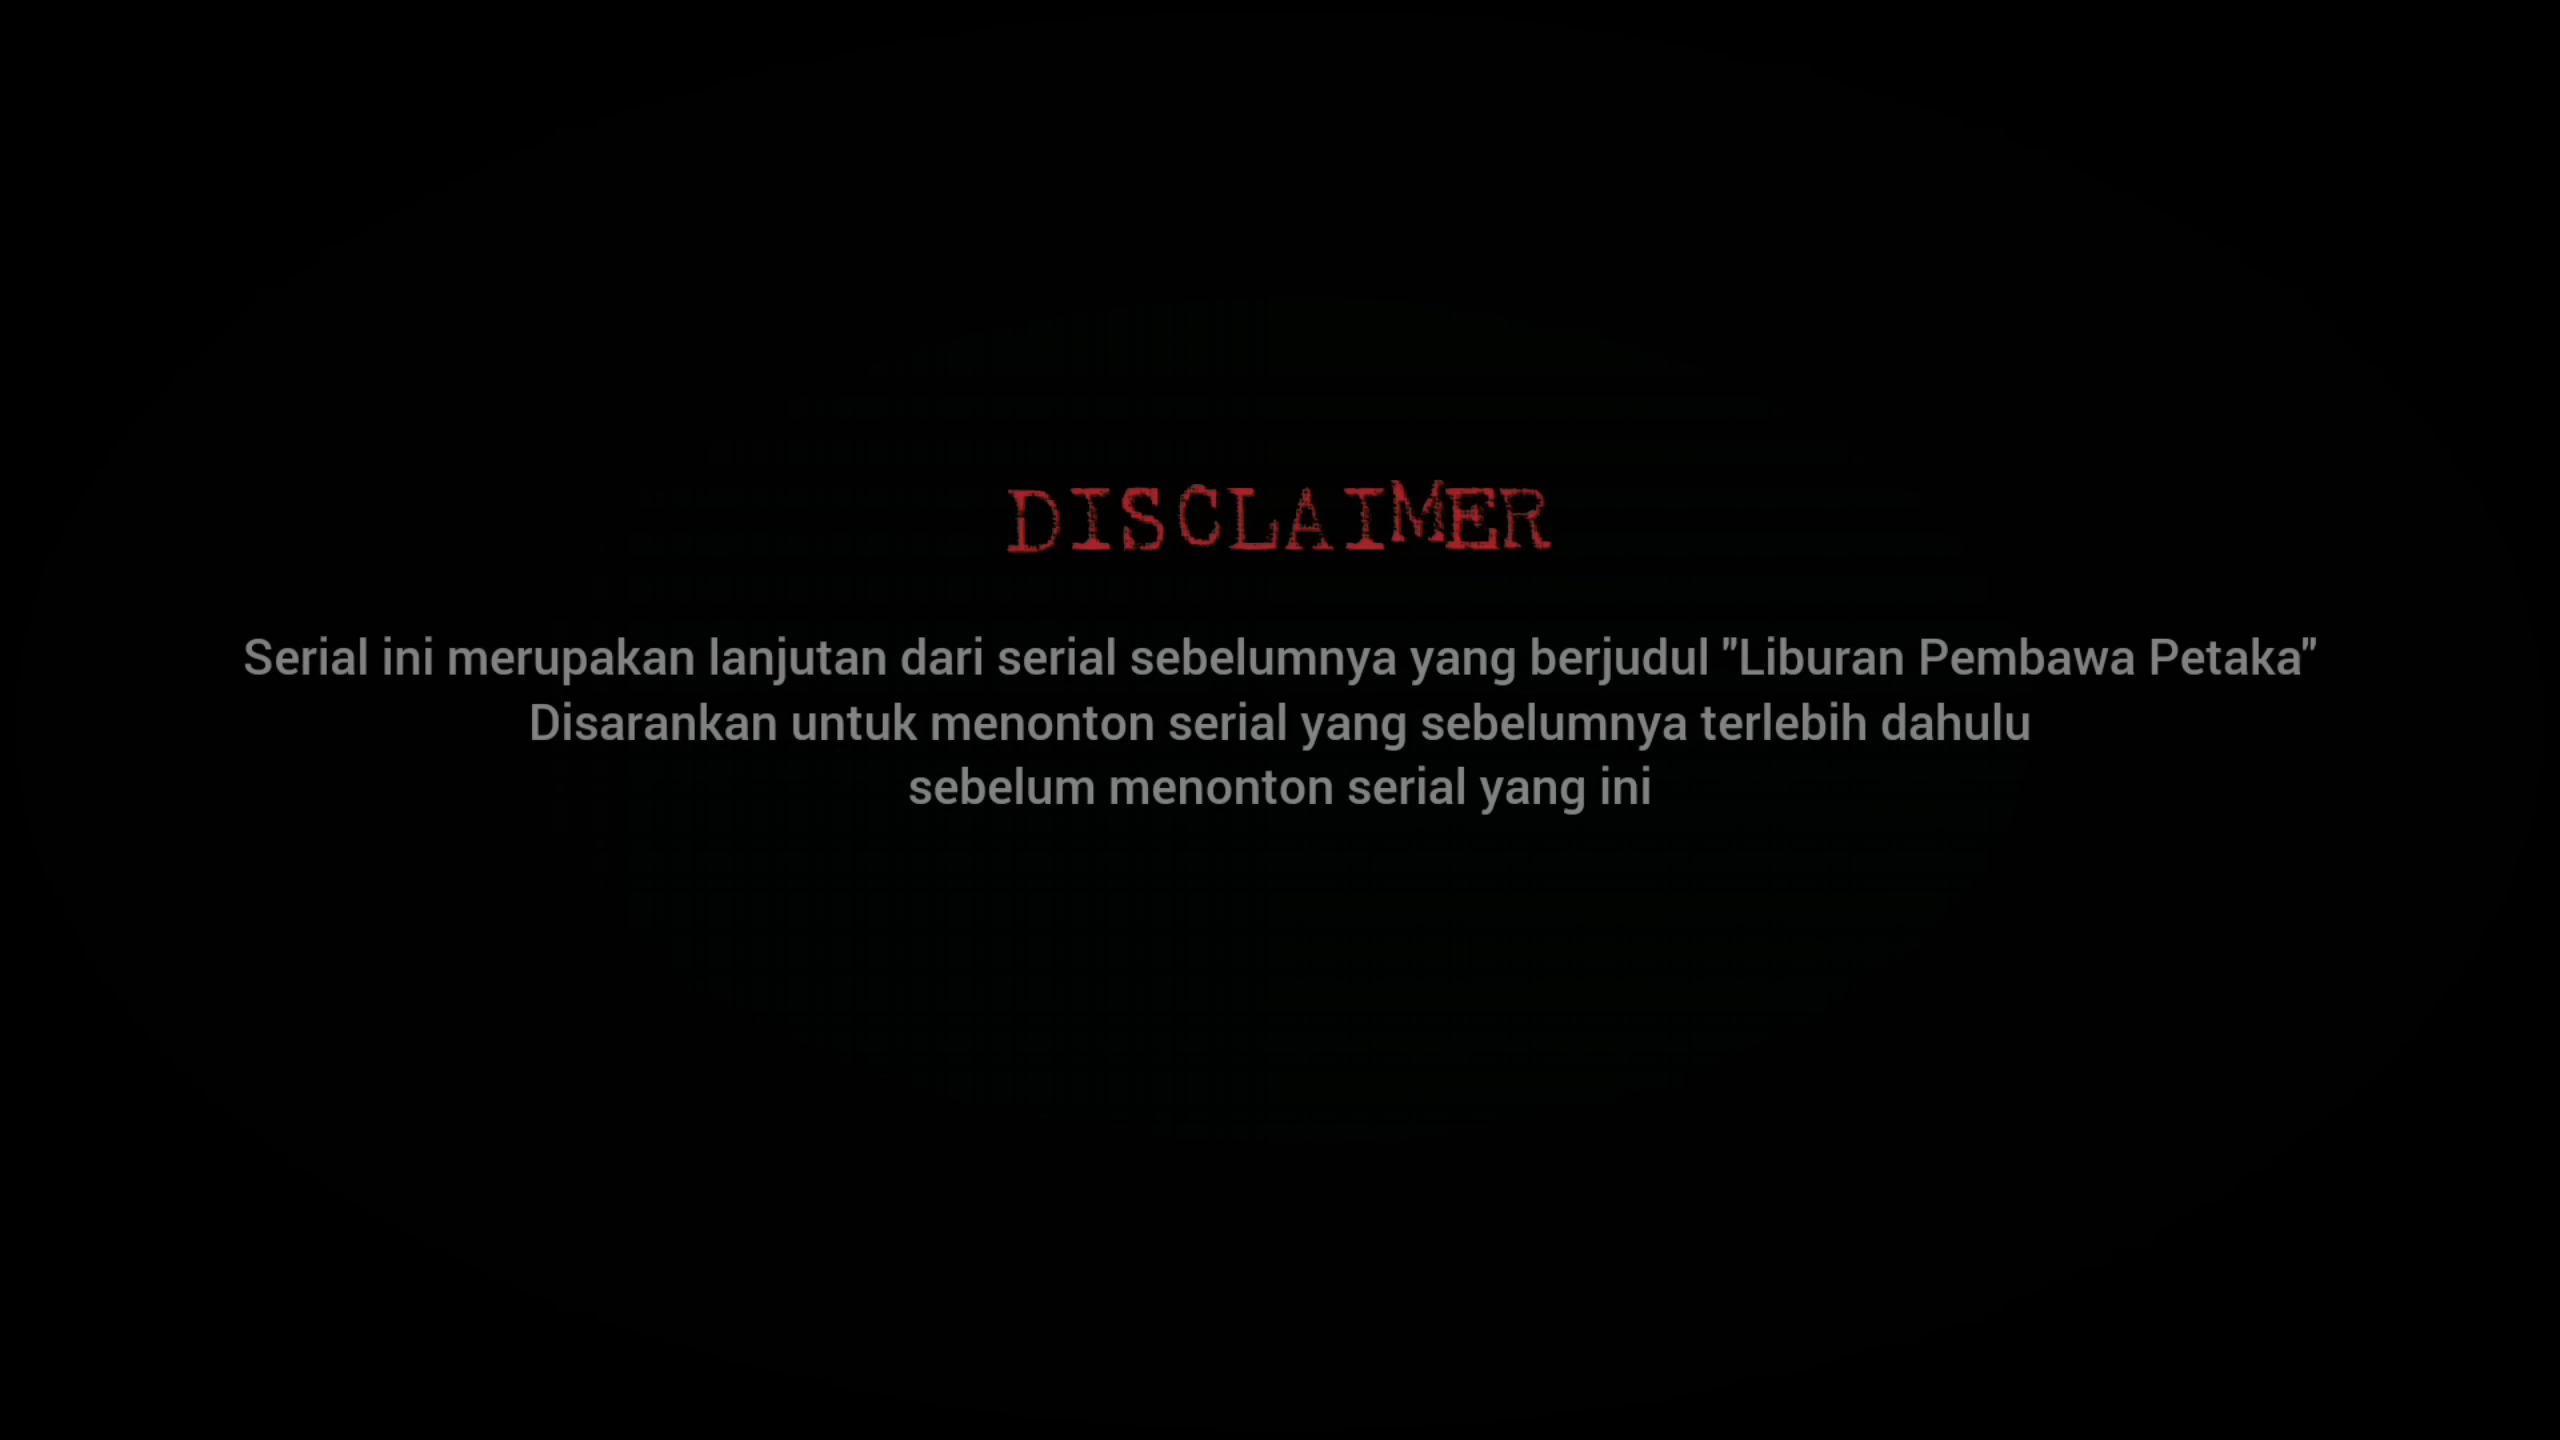 DISCLAIMER
Serial ini merupakan lanjutan dari serial sebelumnya yang berjudul "Liburan Pembawa Petaka"
Disarankan untuk menonton serial yang sebelumnya terlebih dahulu
sebelum menonton serial yang ini